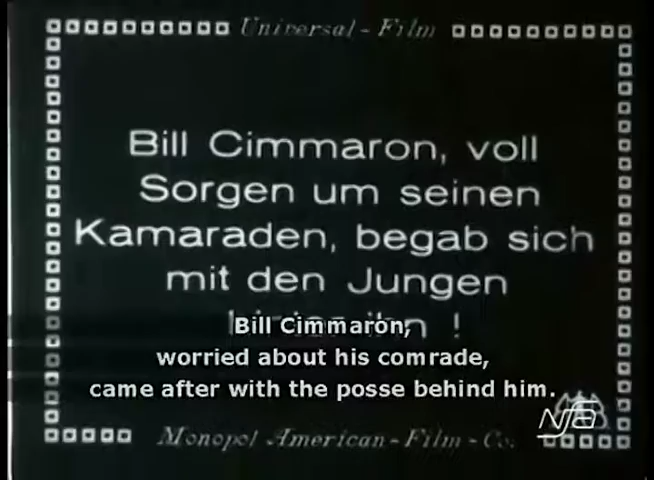 Universal-Film
Bill Cimmaron, voll
Sorgen um seinen
Kamaraden, begab sich
mit den Jungen
!
Bill Cimmaron,
worried about his comrade,
came after with the posse behind him.
Monopol American-Film-Co.